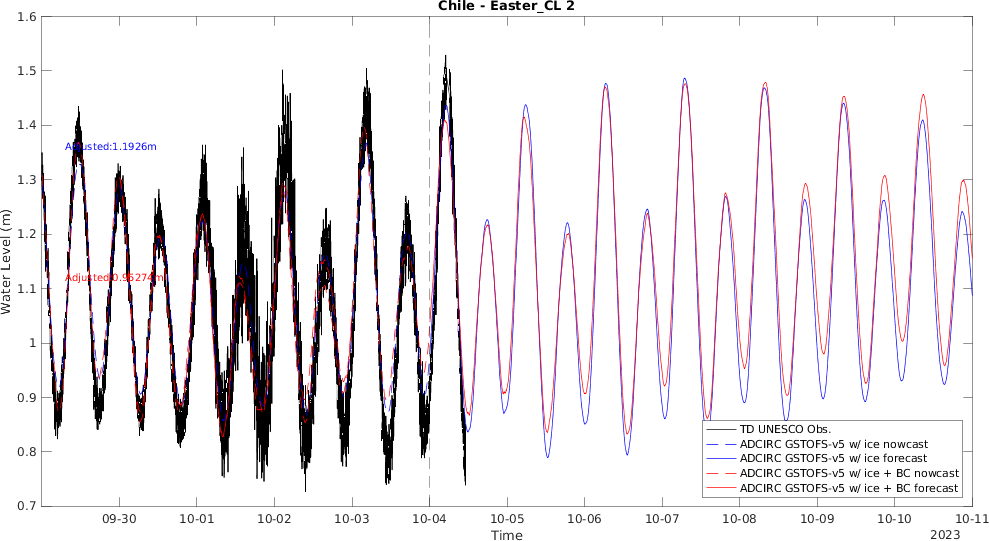 Chile - Easter_CL 2
1.6
1.5
1.4
1.3
1.2
1.1
1
0.9
0.8
0.7
Water Level (m)
Adjusted:1.1926m
Adjusted:0.96274m
TD UNESCO Obs.
ADCIRC GSTOFS-v5 w/ ice nowcast
ADCIRC GSTOFS-v5 w/ ice forecast
ADCIRC GSTOFS-v5 w/ ice + BC nowcast
ADCIRC GSTOFS-v5 w/ ice + BC forecast
09-30 10-01 10-02 10-03 10-04 10-05 10-06 10-07 10-08 10-09 10-10 10-11
Time
2023